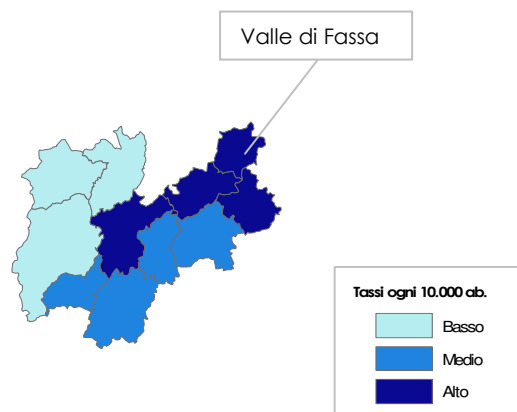 Valle di Fassa
Tassi ogni 10.000 ab.
Basso
Medio
Alto